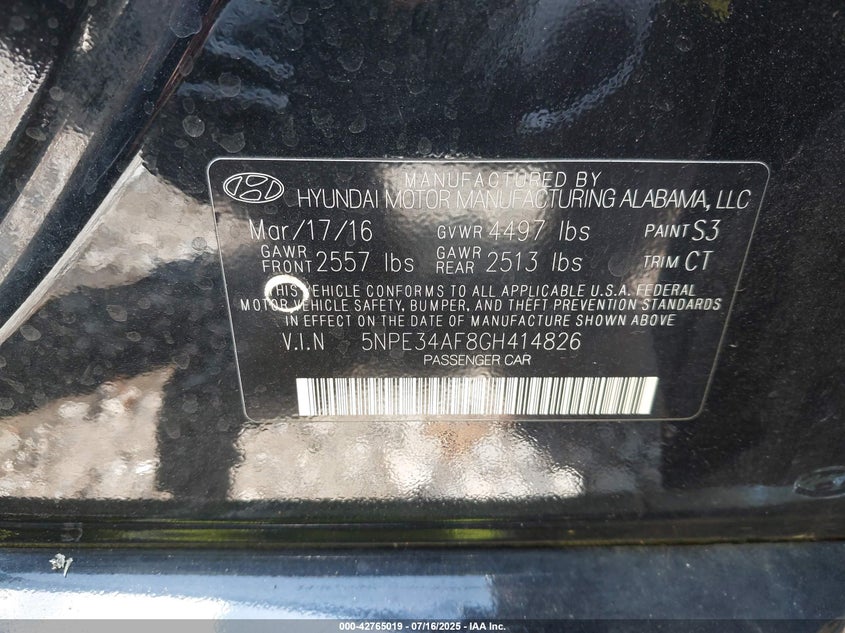 MANUFACTURED BY
HYUNDAI MOTOR MANUFACTURING ALABAMA, LLC
Mar/17/16 GVWR 4497 lbs PAINT S3
GAWR FRONT 2557 lbs GAWR REAR 2513 lbs TRIM CT
THIS VEHICLE CONFORMS TO ALL APPLICABLE U.S.A. FEDERAL
MOTOR VEHICLE SAFETY, BUMPER, AND THEFT PREVENTION STANDARDS
IN EFFECT ON THE DATE OF MANUFACTURE SHOWN ABOVE
V.I.N 5NPE34AF8GH414826
PASSENGER CAR
000-42765019 - 07/16/2025 - IAA Inc.